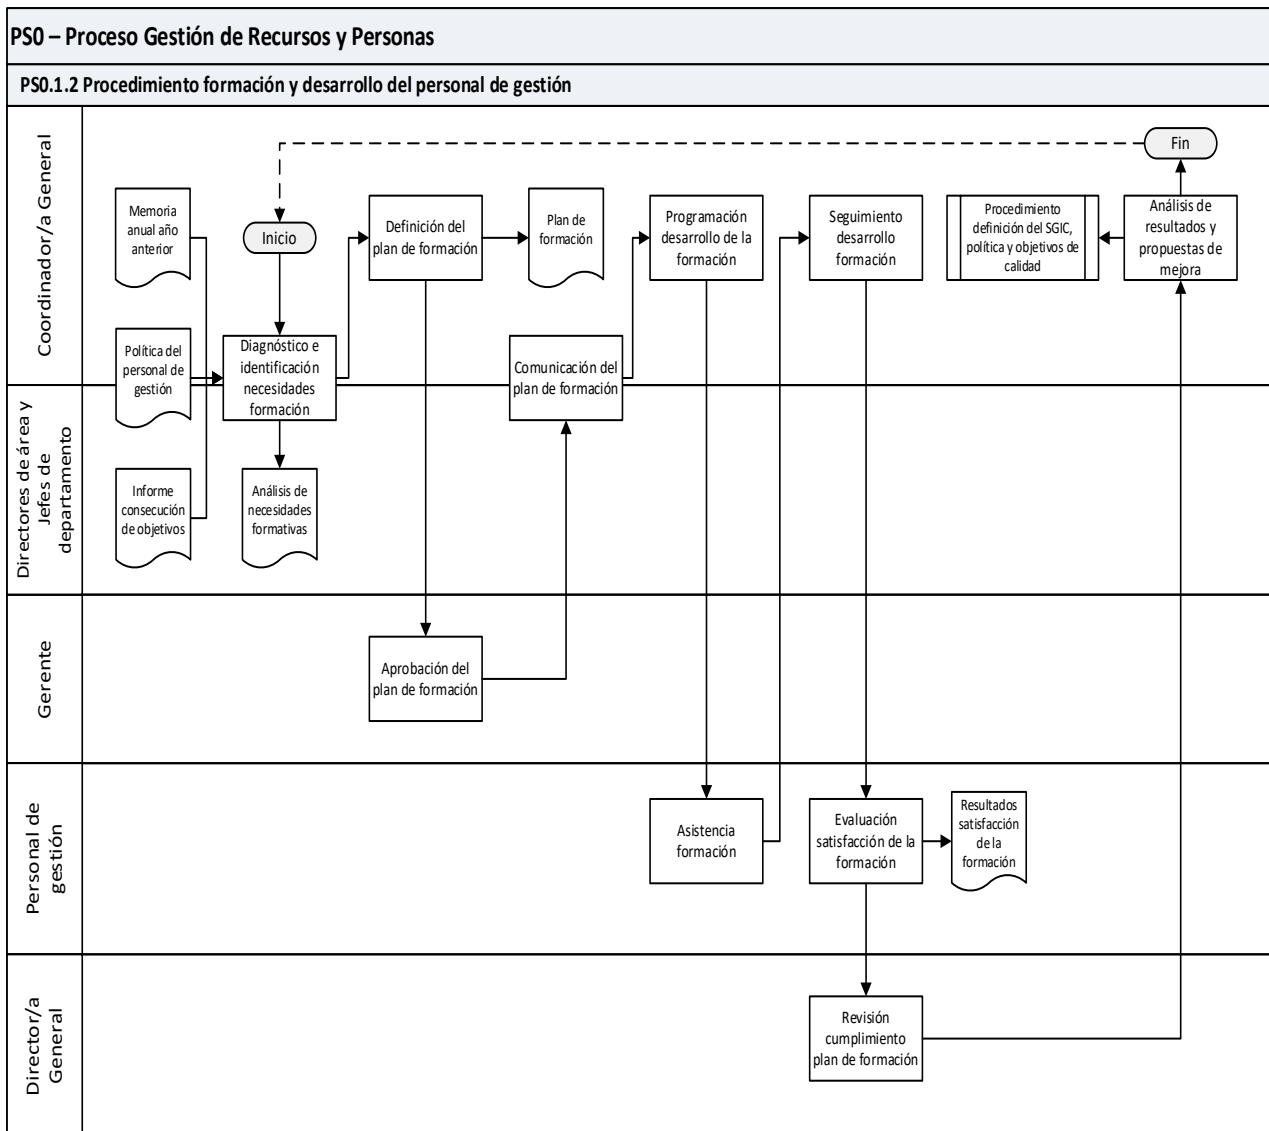 PS0 – Proceso Gestión de Recursos y Personas
PS0.1.2 Procedimiento formación y desarrollo del personal de gestión
Coordinador/a General
Fin
Memoria
anual año
anterior
Inicio
Definición del
plan de formación
Plan de
formación
Programación
desarrollo de la
formación
Seguimiento
desarrollo
formación
Procedimiento
definición del SGIC,
política y objetivos de
calidad
Análisis de
resultados y
propuestas de
mejora
Política del
personal de
gestión
Diagnóstico e
identificación
necesidades
formación
Comunicación del
plan de formación
Directores de área y
Jefes de
departamento
Informe
consecución
de objetivos
Análisis de
necesidades
formativas
Gerente
Aprobación del
plan de formación
Personal de
gestión
Asistencia
formación
Evaluación
satisfacción de la
formación
Resultados
satisfacción
de la
formación
Director/a
General
Revisión
cumplimiento
plan de formación